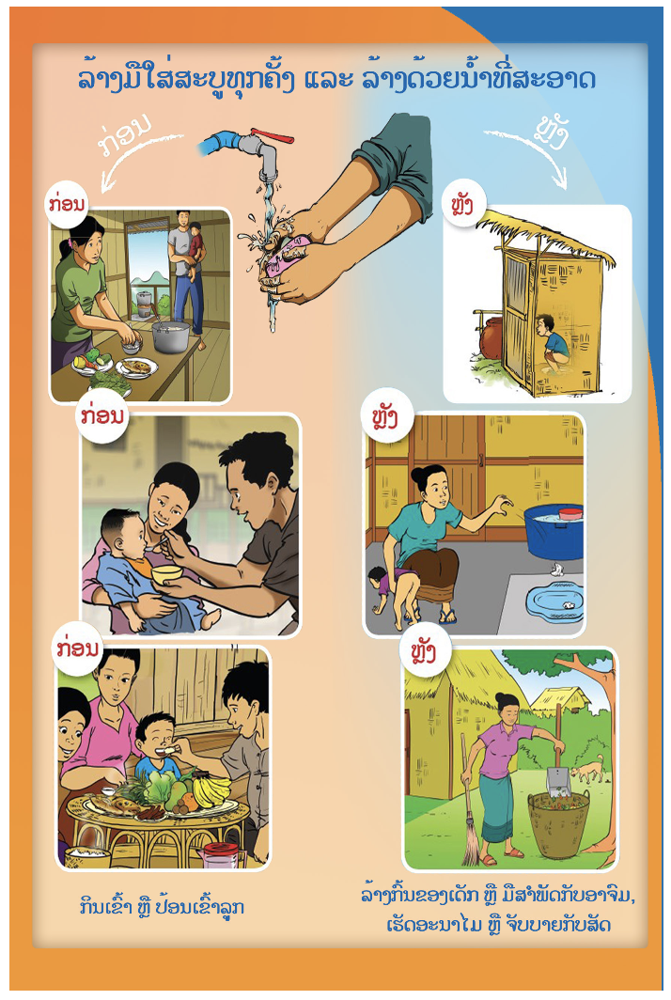 ລ້າງມືໃສ່ສະບູທຸກຄັ້ງ ແລະ ລ້າງດ້ວຍນ້ຳທີ່ສະອາດ
ກ່ອນ
ຫຼັງ
ກ່ອນ
ຫຼັງ
ກ່ອນ
ຫຼັງ
ກ່ອນ
ຫຼັງ
ກິນເຂົ້າ ຫຼື ປ້ອນເຂົ້າລູກ
ລ້າງກົ້ນຂອງເດັກ ຫຼື ມືສຳພັດກັບອາຈົມ,
ເຮັດອະນາໄມ ຫຼື ຈັບບາຍກັບສັດ